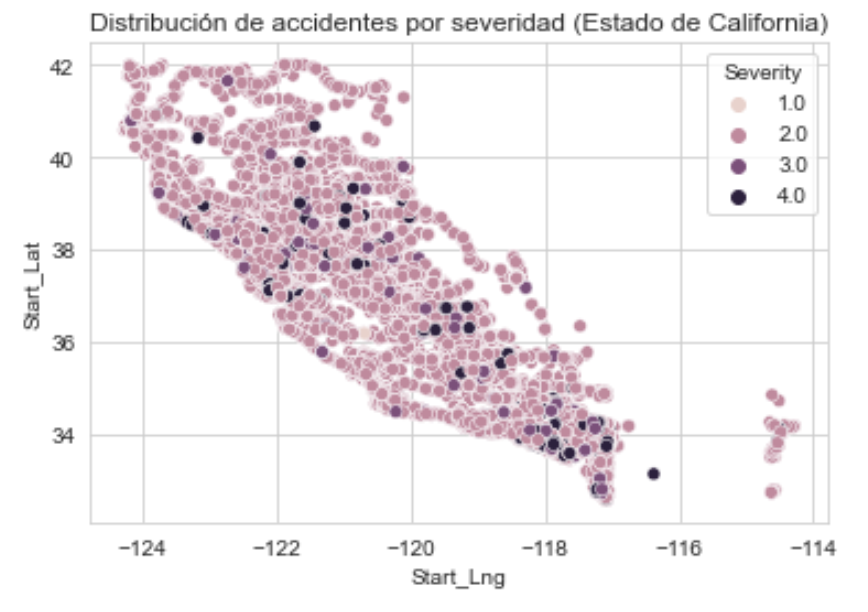 Distribución de accidentes por severidad (Estado de California)
Severity
1.0
2.0
3.0
4.0
42
40
38
36
34
Start_Lat
−124 −122 −120 −118 −116 −114
Start_Lng